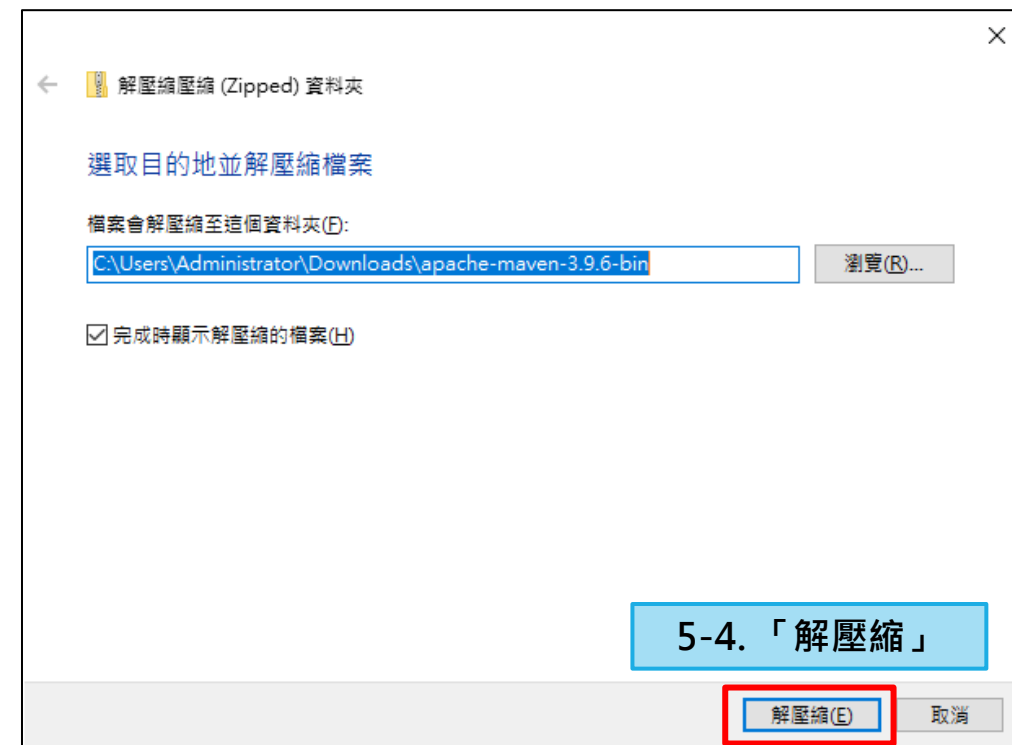 解壓縮壓縮 (Zipped) 資料夾
選取目的地並解壓縮檔案
檔案會解壓縮至這個資料夾(F):
C:\Users\Administrator\Downloads\apache-maven-3.9.6-bin
瀏覽(R)...
完成時顯示解壓縮的檔案(H)
5-4.「解壓縮」
解壓縮(E)
取消